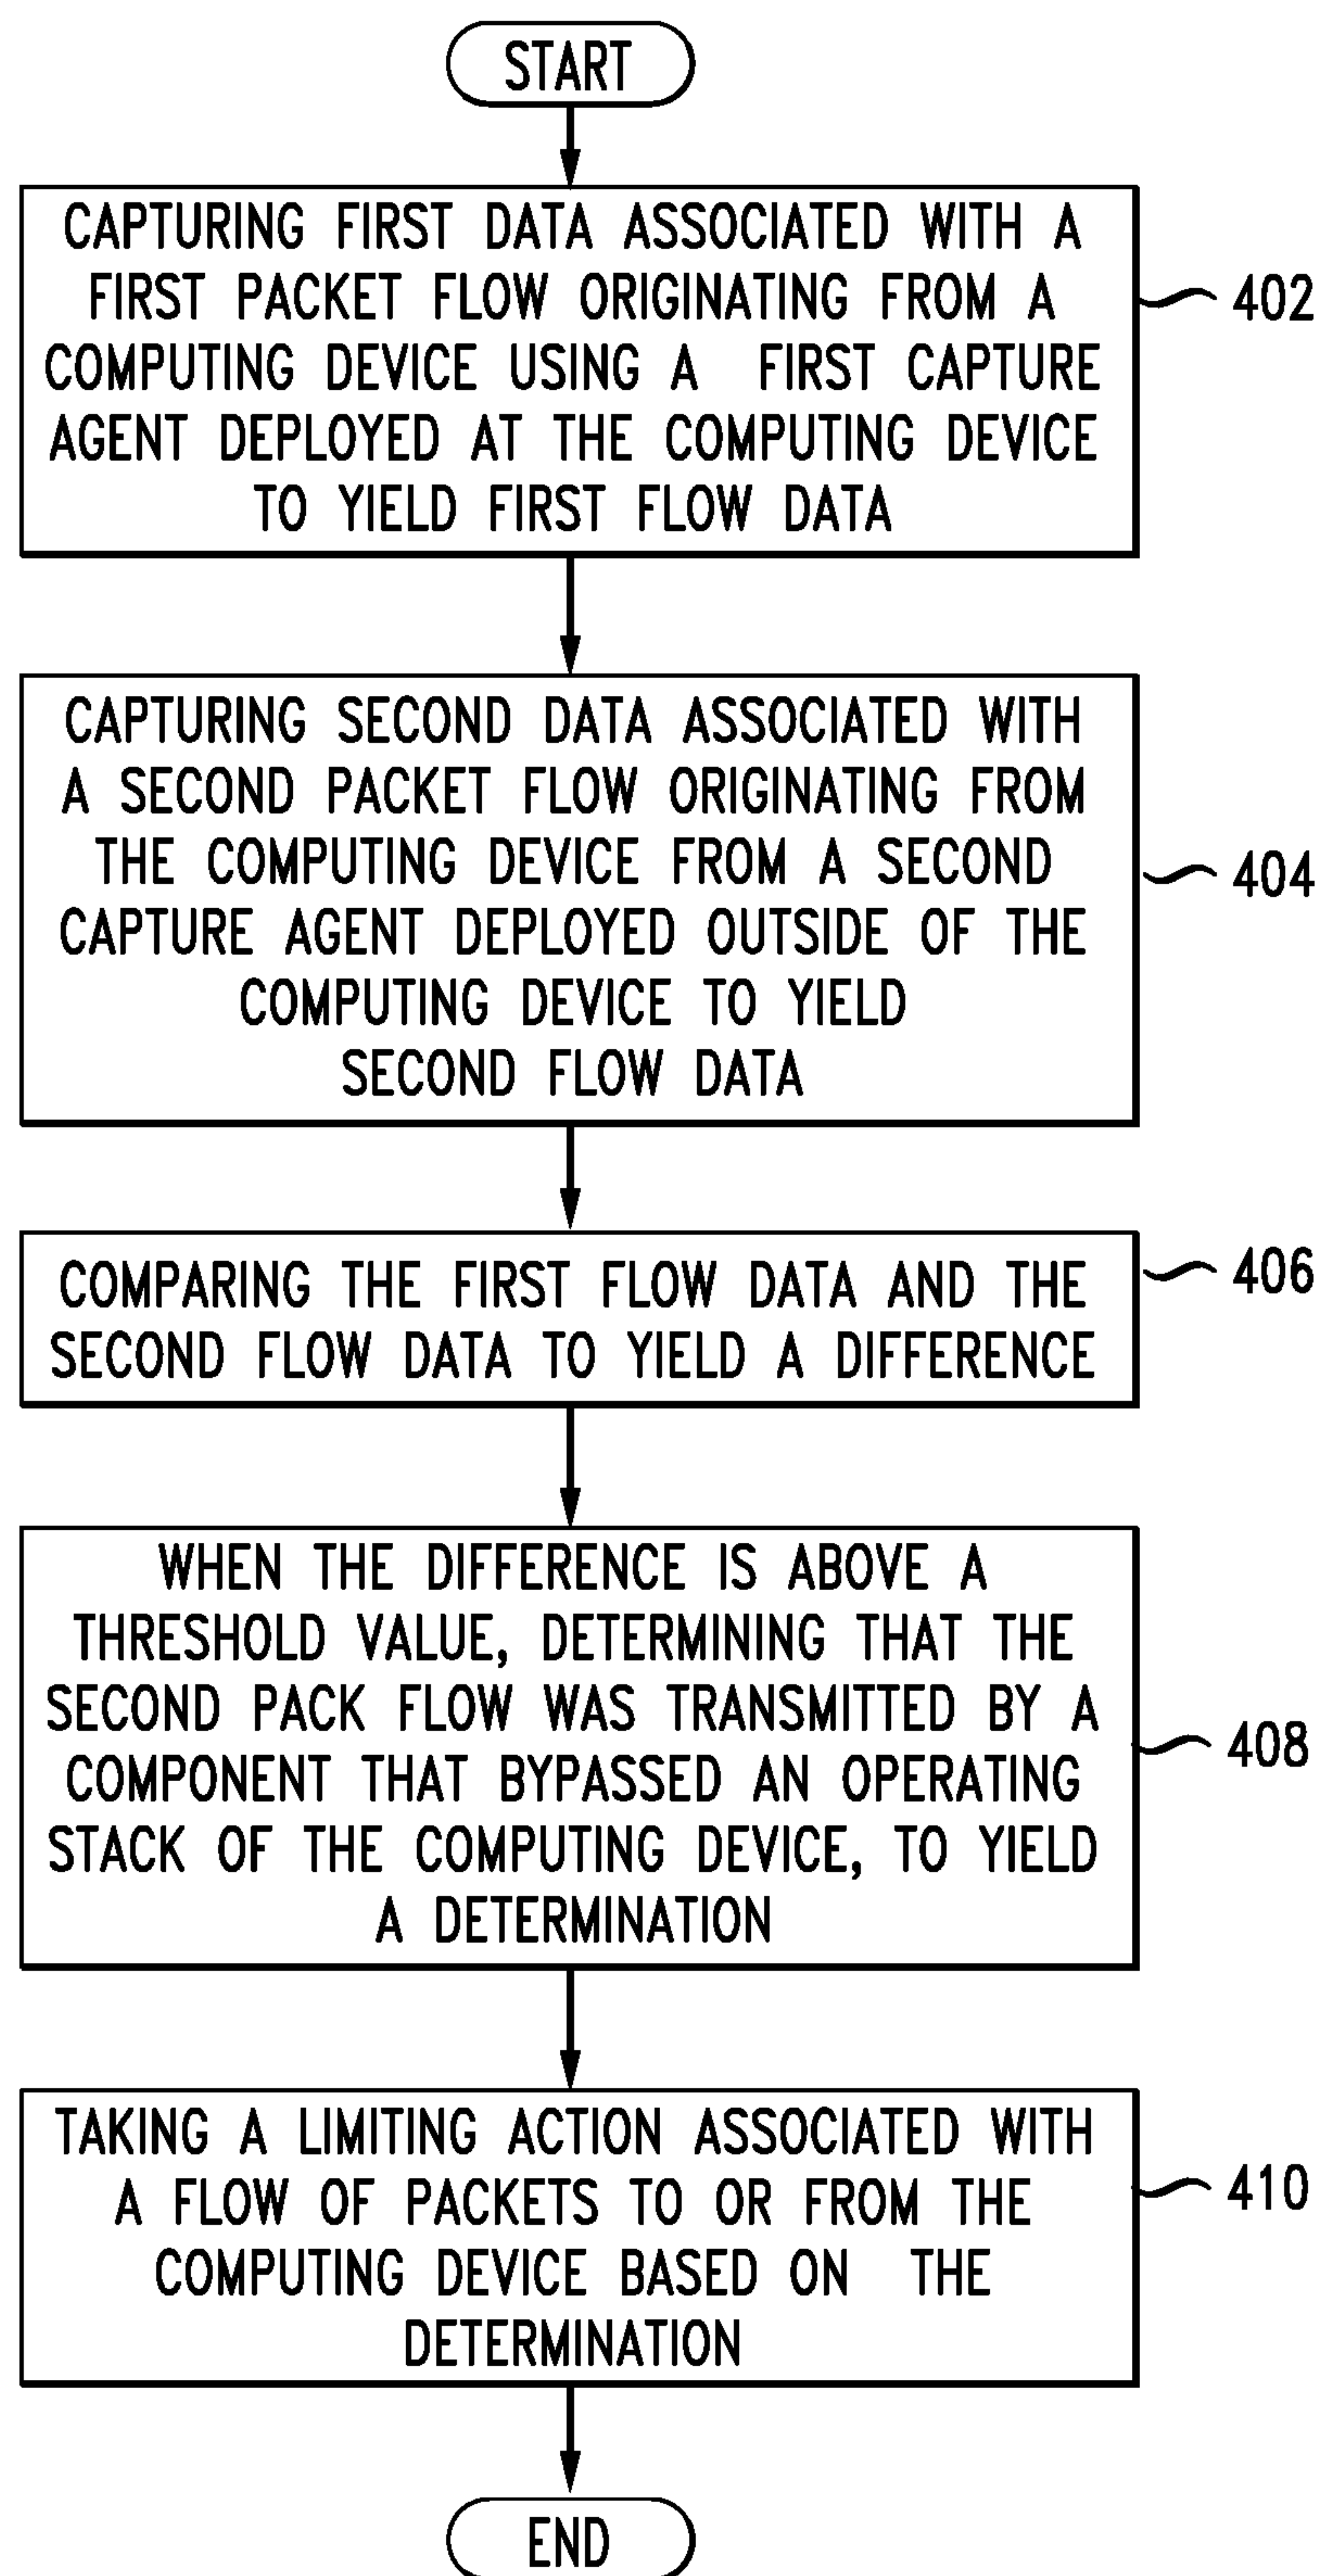 START
CAPTURING FIRST DATA ASSOCIATED WITH A
FIRST PACKET FLOW ORIGINATING FROM A
COMPUTING DEVICE USING A FIRST CAPTURE
AGENT DEPLOYED AT THE COMPUTING DEVICE
TO YIELD FIRST FLOW DATA
402
CAPTURING SECOND DATA ASSOCIATED WITH
A SECOND PACKET FLOW ORIGINATING FROM
THE COMPUTING DEVICE FROM A SECOND
CAPTURE AGENT DEPLOYED OUTSIDE OF THE
COMPUTING DEVICE TO YIELD
SECOND FLOW DATA
404
COMPARING THE FIRST FLOW DATA AND THE
SECOND FLOW DATA TO YIELD A DIFFERENCE
406
WHEN THE DIFFERENCE IS ABOVE A
THRESHOLD VALUE, DETERMINING THAT THE
SECOND PACK FLOW WAS TRANSMITTED BY A
COMPONENT THAT BYPASSED AN OPERATING
STACK OF THE COMPUTING DEVICE, TO YIELD
A DETERMINATION
408
TAKING A LIMITING ACTION ASSOCIATED WITH
A FLOW OF PACKETS TO OR FROM THE
COMPUTING DEVICE BASED ON THE
DETERMINATION
410
END